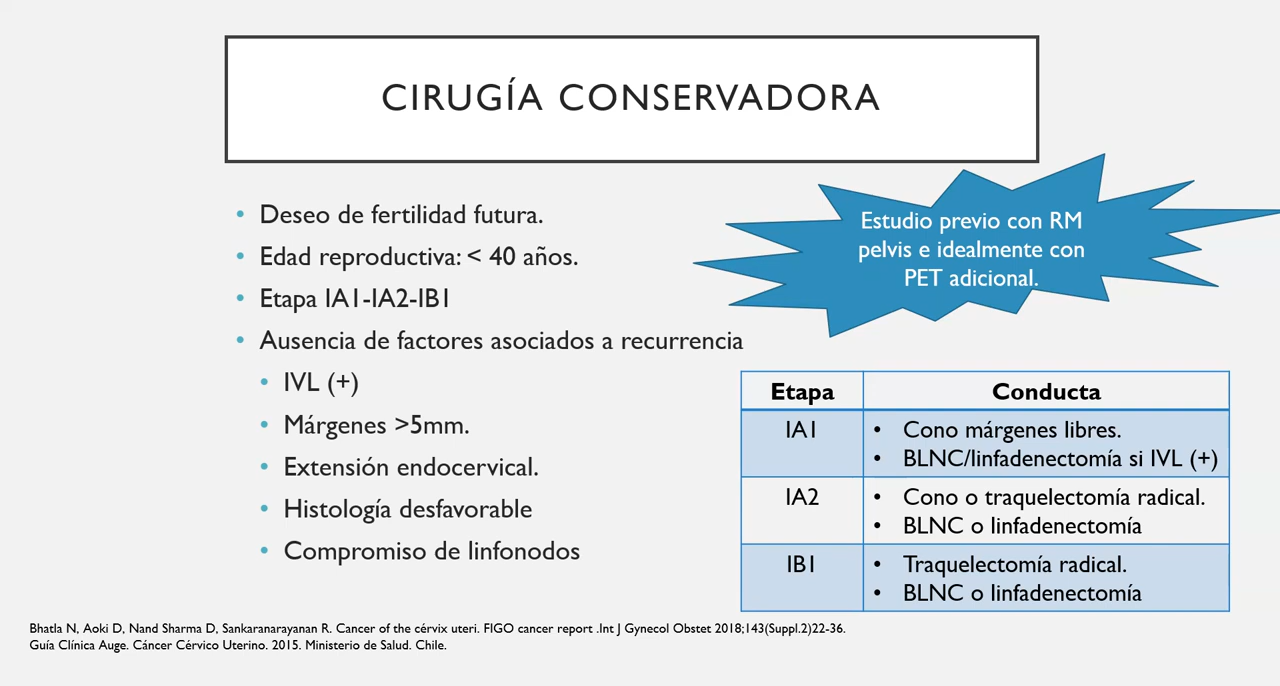 CIRUGÍA CONSERVADORA
• Deseo de fertilidad futura.
• Edad reproductiva: < 40 años.
• Etapa IA1-IA2-IB1
• Ausencia de factores asociados a recurrencia
• IVL (+)
• Márgenes >5mm.
• Extensión endocervical.
• Histología desfavorable
• Compromiso de linfonodos
Estudio previo con RM
pelvis e idealmente con
PET adicional.
Etapa Conducta
IA1 • Cono márgenes libres.
• BLNC/linfadenectomía si IVL (+)
IA2 • Cono o traquelectomía radical.
• BLNC o linfadenectomía
IB1 • Traquelectomía radical.
• BLNC o linfadenectomía
Bhatla N, Aoki D, Nand Sharma D, Sankaranarayanan R. Cancer of the cérvix uteri. FIGO cancer report .Int J Gynecol Obstet 2018;143(Suppl.2)22-36.
Guía Clínica Auge. Cáncer Cérvico Uterino. 2015. Ministerio de Salud. Chile.